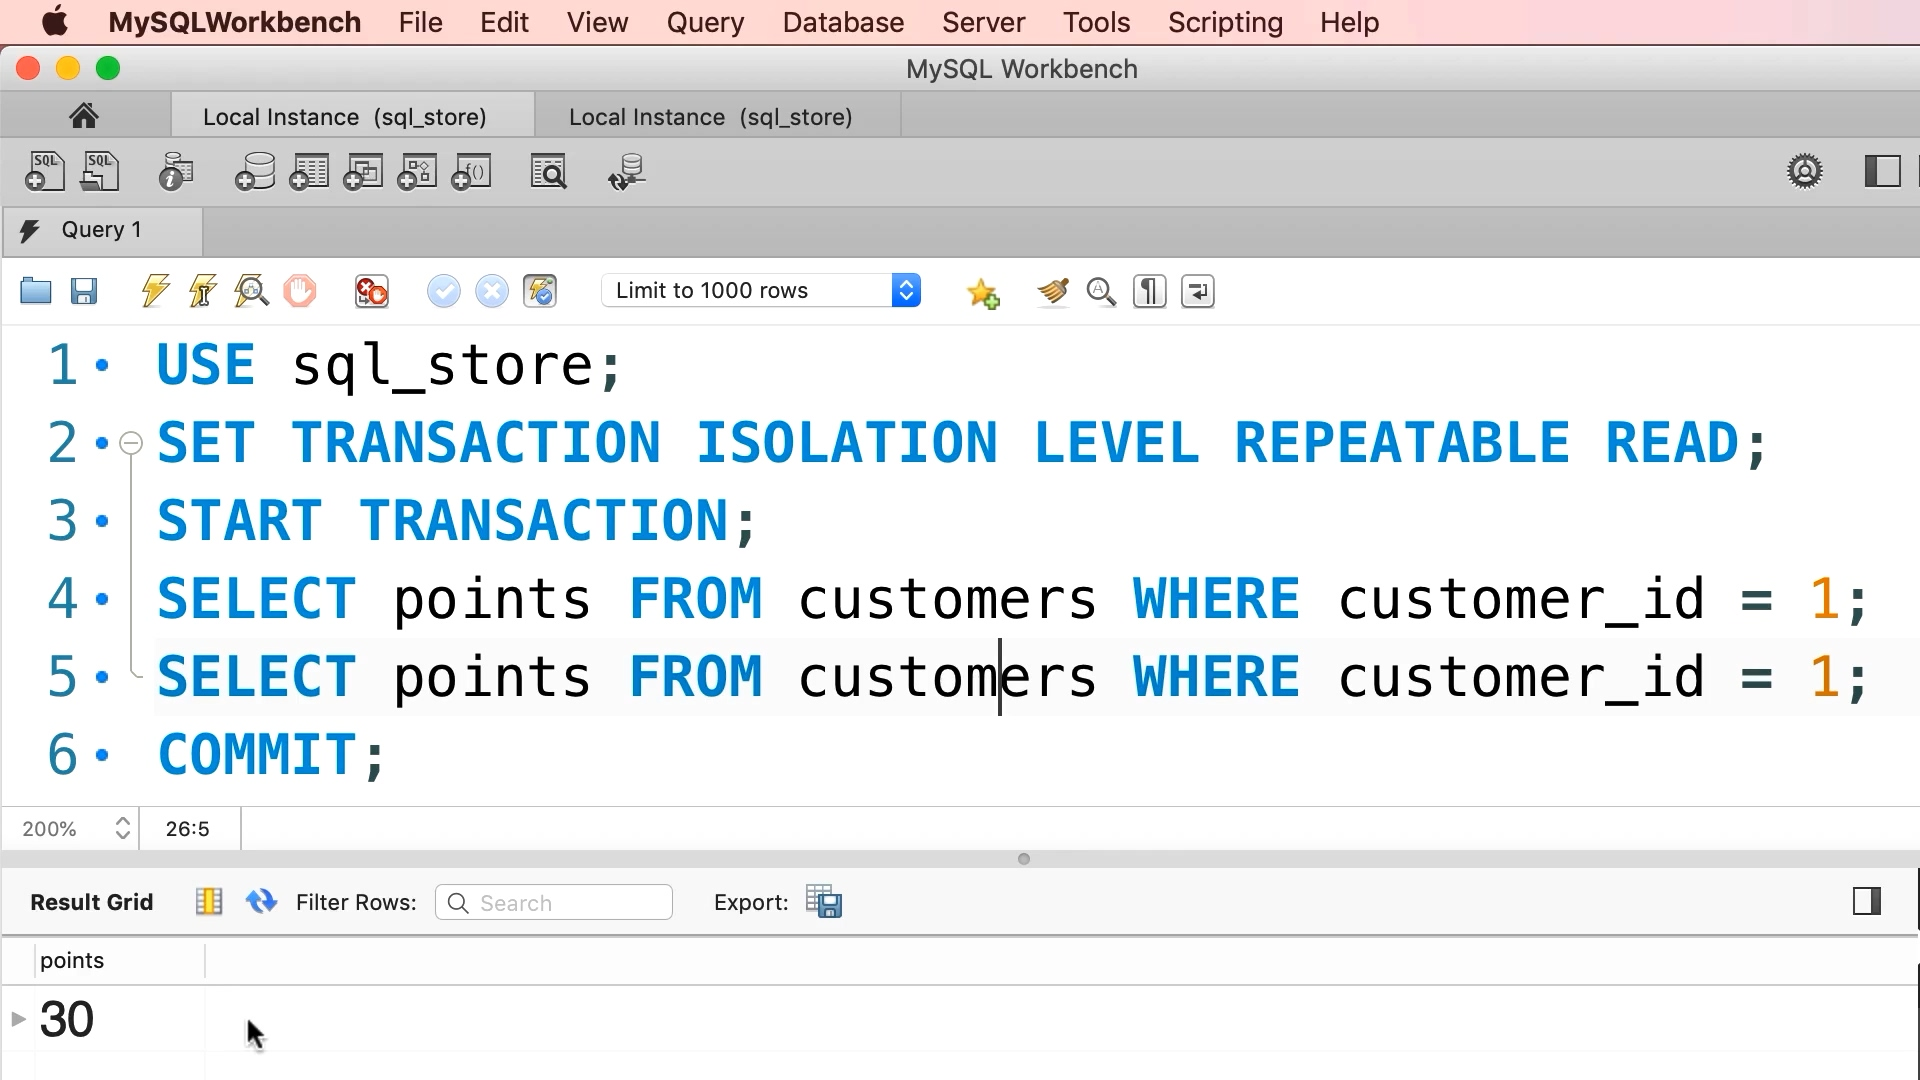 MySQLWorkbench File Edit View Query Database Server Tools Scripting Help
MySQL Workbench
Local Instance (sql_store) Local Instance (sql_store)
SQL SQL
Query 1
Limit to 1000 rows
1 USE sql_store;
2 SET TRANSACTION ISOLATION LEVEL REPEATABLE READ;
3 START TRANSACTION;
4 SELECT points FROM customers WHERE customer_id = 1;
5 SELECT points FROM customers WHERE customer_id = 1;
6 COMMIT;
200% 26:5
Result Grid Filter Rows: Search Export:
points
30